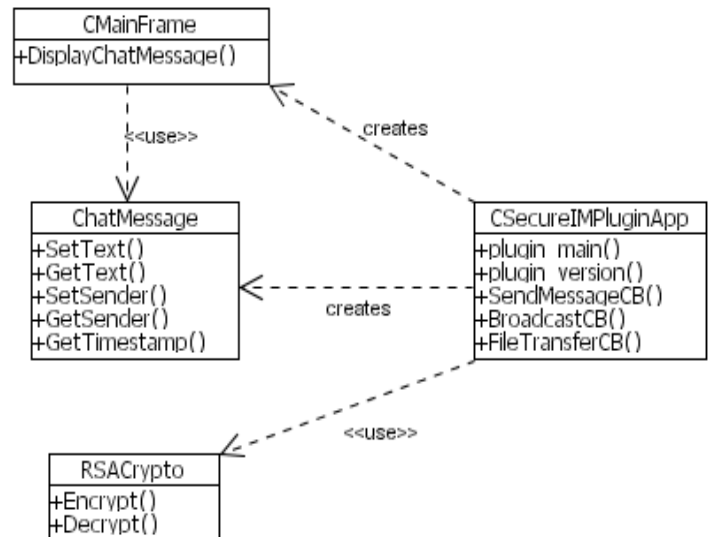 CMainFrame
+DisplayChatMessage()
<<use>>
creates
ChatMessage
+SetText()
+GetText()
+SetSender()
+GetSender()
+GetTimestamp()
creates
CSecureIMPluginApp
+plugin_main()
+plugin_version()
+SendMessageCB()
+BroadcastCB()
+FileTransferCB()
<<use>>
RSACrypto
+Encrypt()
+Decrypt()